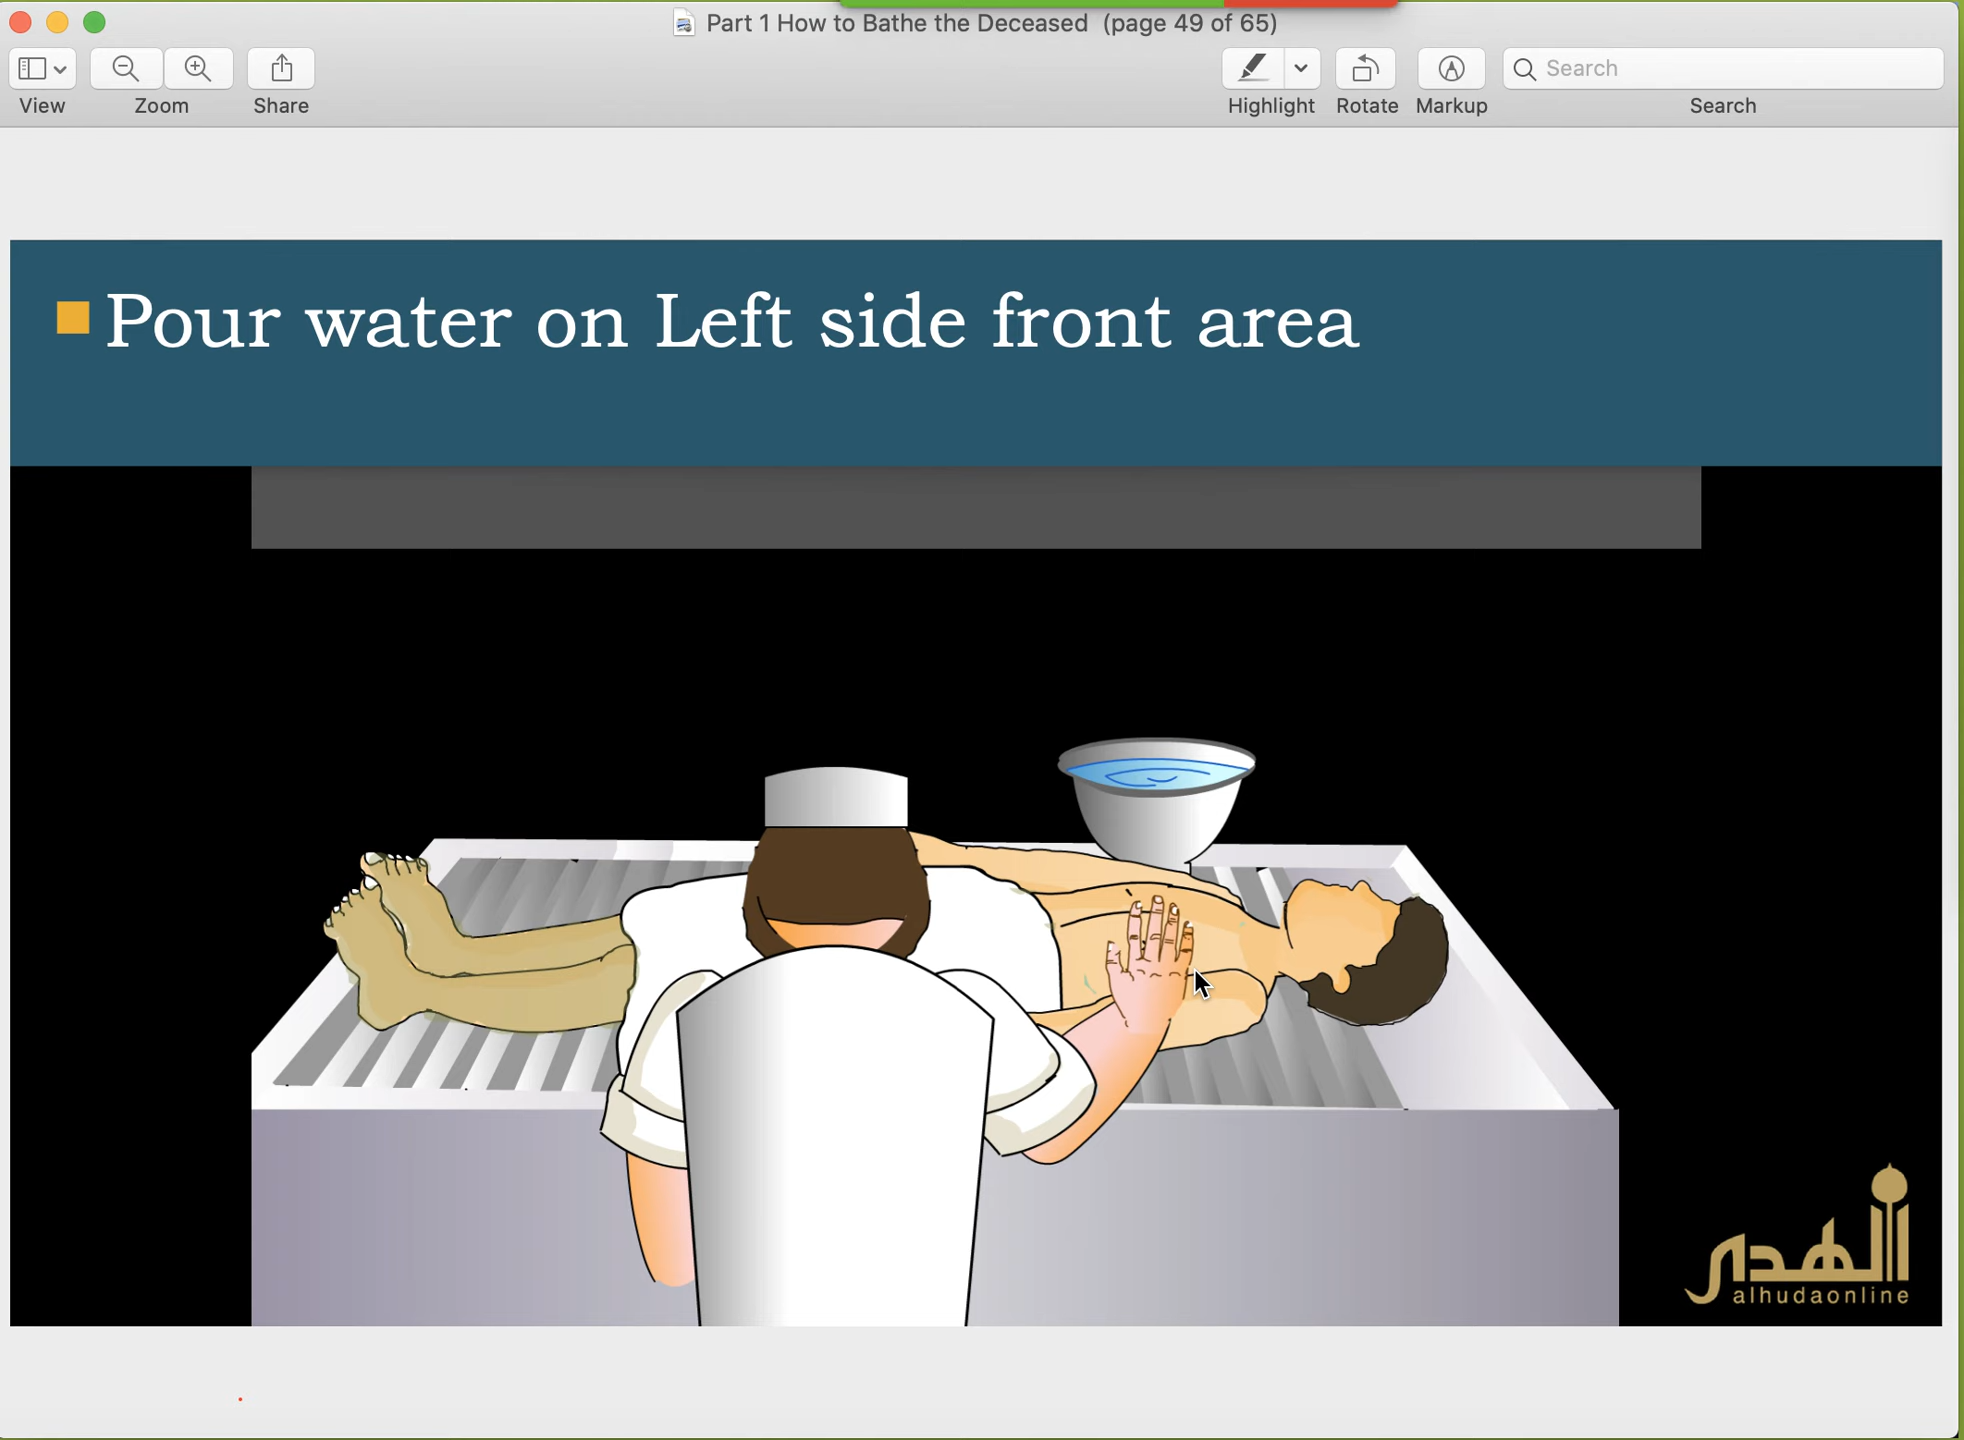 Part 1 How to Bathe the Deceased (page 49 of 65)
View
Zoom
Share
Highlight
Rotate
Markup
Search
Search
Pour water on Left side front area
الهدى
alhudaonline